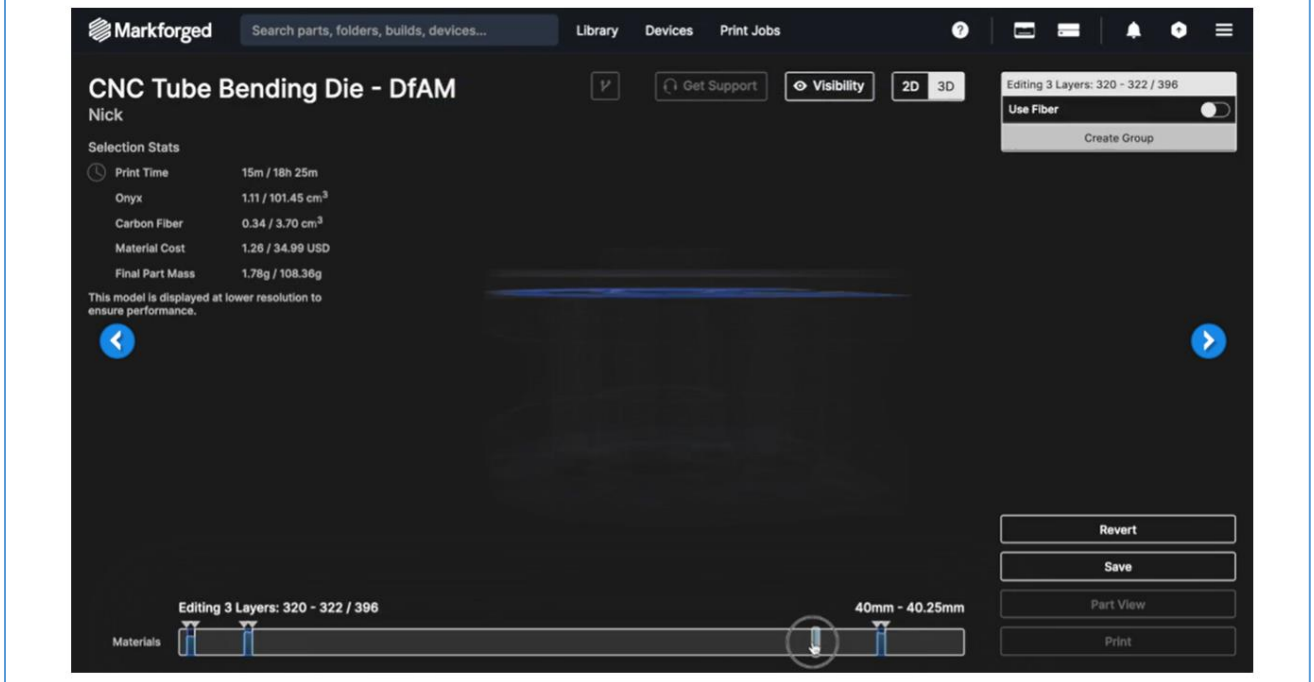 Markforged
Search parts, folders, builds, devices...
Library
Devices
Print Jobs
?
CNC Tube Bending Die - DfAM
Nick
Get Support
Visibility
2D
3D
Editing 3 Layers: 320 - 322 / 396
Use Fiber
Create Group
Selection Stats
Print Time 15m / 18h 25m
Onyx 1.11 / 101.45 cm³
Carbon Fiber 0.34 / 3.70 cm³
Material Cost 1.26 / 34.99 USD
Final Part Mass 1.78g / 108.36g
This model is displayed at lower resolution to
ensure performance.
Revert
Save
Part View
Print
Editing 3 Layers: 320 - 322 / 396
40mm - 40.25mm
Materials